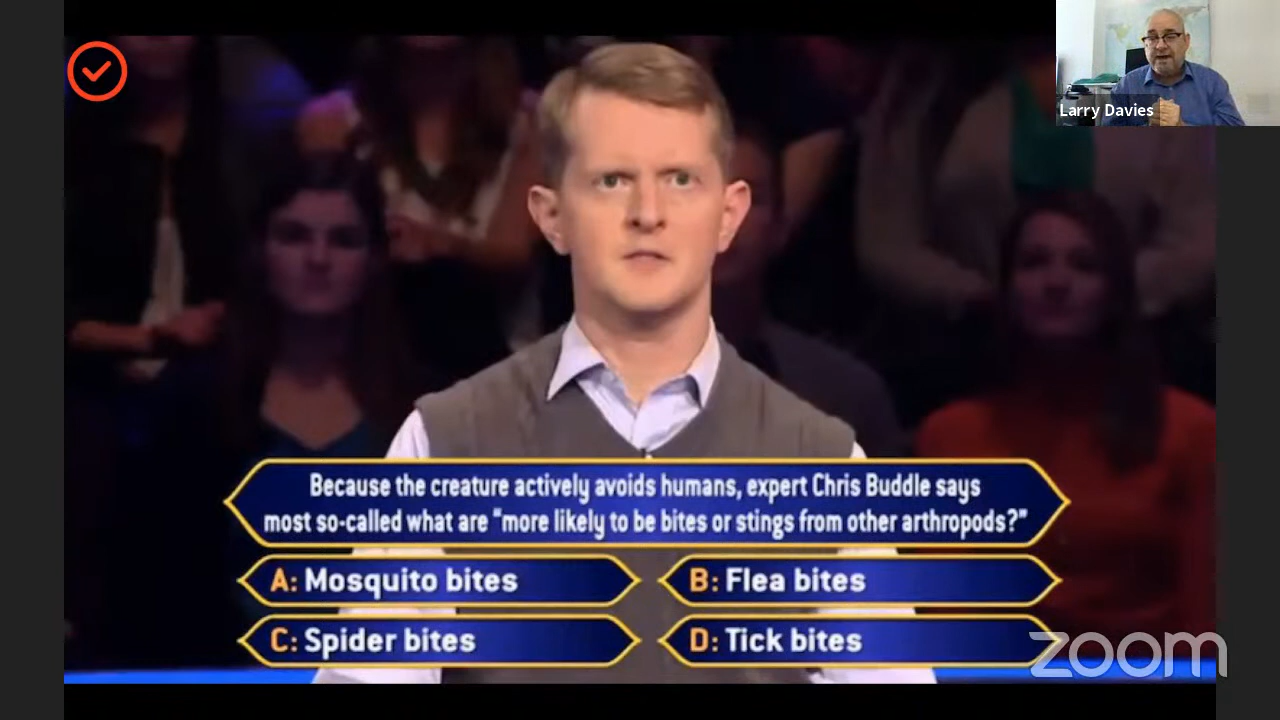 Larry Davies
Because the creature actively avoids humans, expert Chris Buddle says
most so-called what are "more likely to be bites or stings from other arthropods?"
A: Mosquito bites
B: Flea bites
C: Spider bites
D: Tick bites
zoom